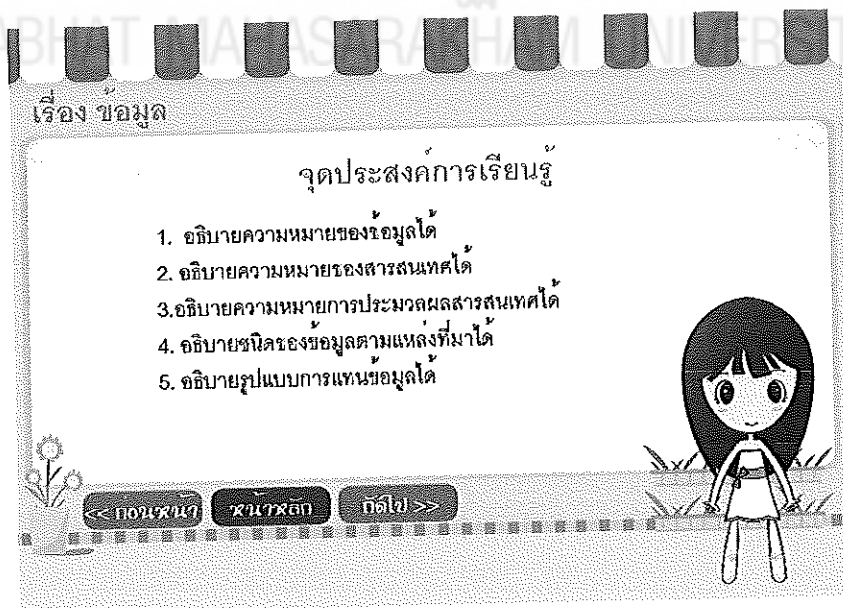 เรื่อง ข้อมูล
จุดประสงค์การเรียนรู้
1. อธิบายความหมายของข้อมูลได้
2. อธิบายความหมายของสารสนเทศได้
3.อธิบายความหมายการประมวลผลสารสนเทศได้
4. อธิบายชนิดของข้อมูลตามแหล่งที่มาได้
5. อธิบายรูปแบบการแทนข้อมูลได้
<< ก่อนหน้า หน้าหลัก ถัดไป >>